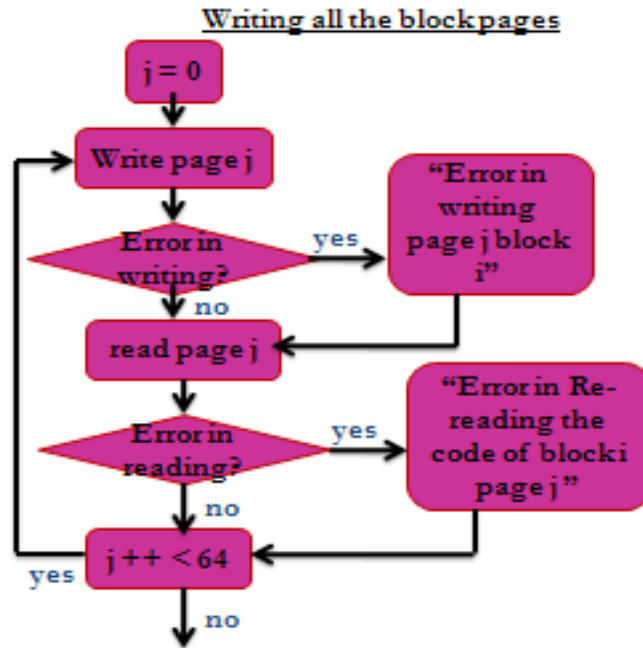 Writing all the block pages
j = 0
Write page j
Error in
writing?
yes
"Error in
writing
page j block
i"
no
read page j
Error in
reading?
yes
"Error in Re-
reading the
code of block i
page j"
no
j ++ < 64
yes
no